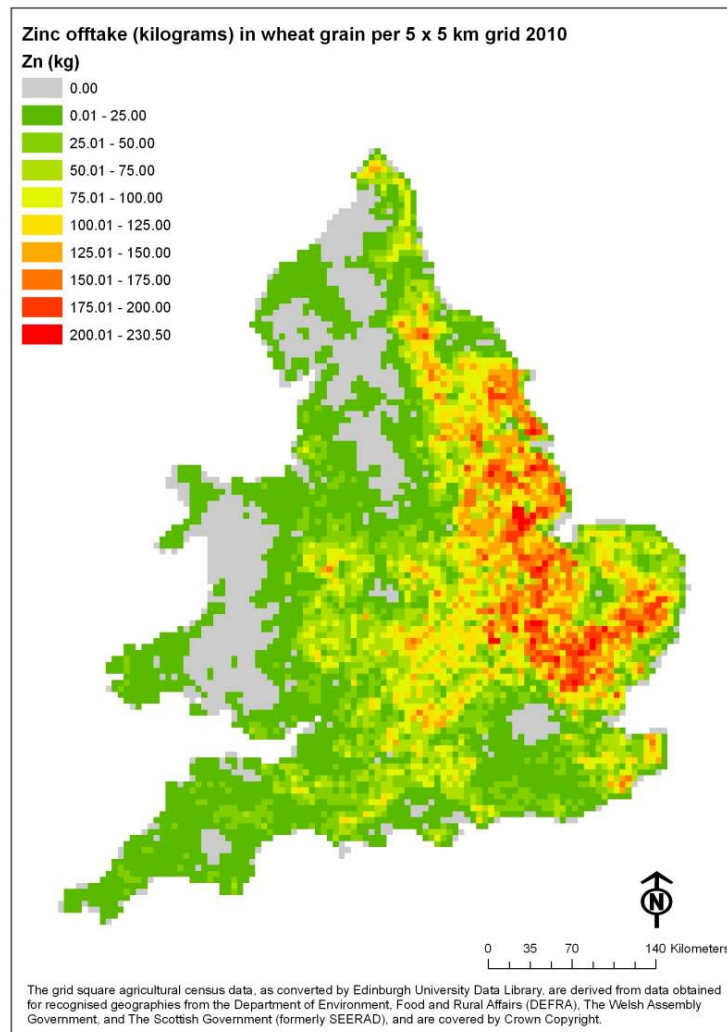 Zinc offtake (kilograms) in wheat grain per 5 x 5 km grid 2010
Zn (kg)
0.00
0.01 - 25.00
25.01 - 50.00
50.01 - 75.00
75.01 - 100.00
100.01 - 125.00
125.01 - 150.00
150.01 - 175.00
175.01 - 200.00
200.01 - 230.50
N
0 35 70 140 Kilometers
The grid square agricultural census data, as converted by Edinburgh University Data Library, are derived from data obtained
for recognised geographies from the Department of Environment, Food and Rural Affairs (DEFRA), The Welsh Assembly
Government, and The Scottish Government (formerly SEERAD), and are covered by Crown Copyright.